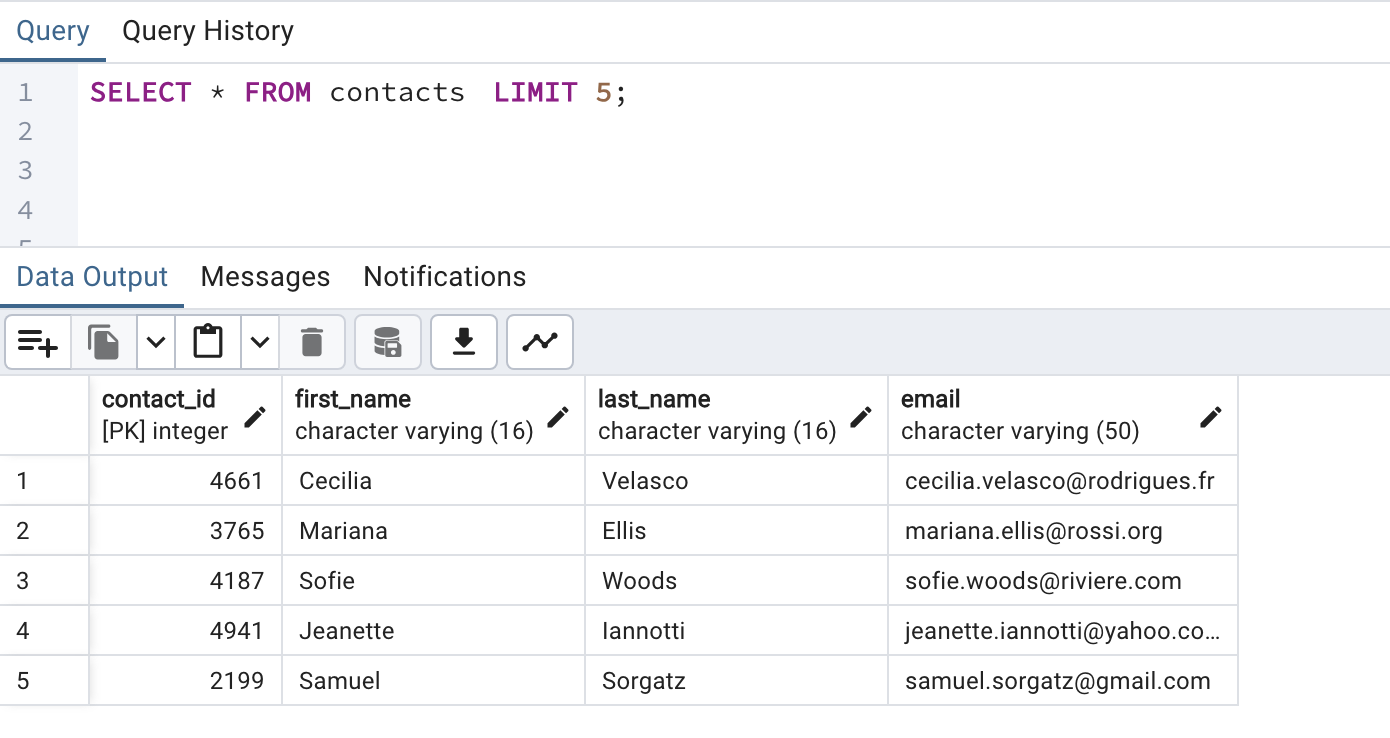 Query Query History
1 SELECT * FROM contacts LIMIT 5;
2
3
4
5
Data Output Messages Notifications
contact_id first_name last_name email
[PK] integer character varying (16) character varying (16) character varying (50)
1 4661 Cecilia Velasco cecilia.velasco@rodrigues.fr
2 3765 Mariana Ellis mariana.ellis@rossi.org
3 4187 Sofie Woods sofie.woods@riviere.com
4 4941 Jeanette Iannotti jeanette.iannotti@yahoo.co...
5 2199 Samuel Sorgatz samuel.sorgatz@gmail.com